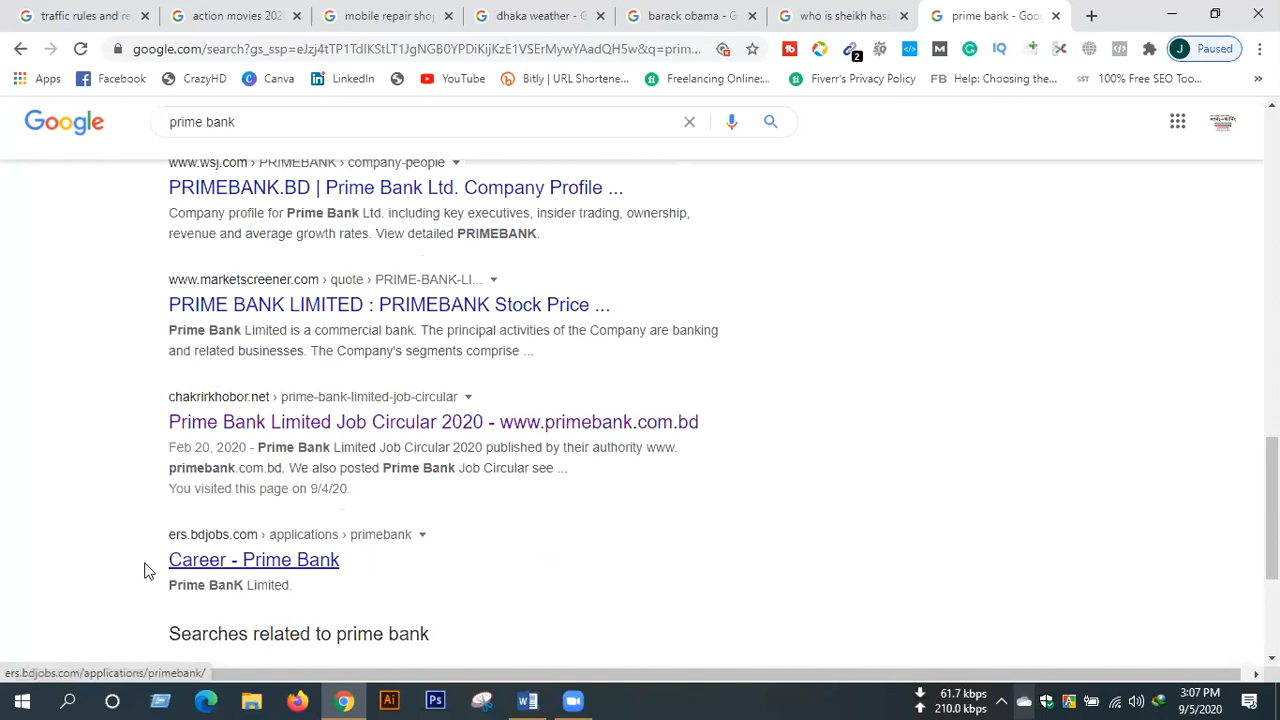 traffic rules and re
action movies 202
mobile repair shop
dhaka weather - G
barack obama - G
who is sheikh has
prime bank - Goo
google.com/search?gs_ssp=eJzj4tTP1TdIKStLT1JgNGB0YPDiKijKzE1VSErMywYAadQH5w&q=prim...
2
J Paused
Apps
Facebook
CrazyHD
Canva
LinkedIn
YouTube
Bitly | URL Shortene...
Freelancing Online:...
Fiverr's Privacy Policy
FB Help: Choosing the...
SST 100% Free SEO Too...
Google
prime bank
www.wsj.com › PRIMEBANK › company-people
PRIMEBANK.BD | Prime Bank Ltd. Company Profile ...
Company profile for Prime Bank Ltd. including key executives, insider trading, ownership,
revenue and average growth rates. View detailed PRIMEBANK.
www.marketscreener.com › quote › PRIME-BANK-LI...
PRIME BANK LIMITED : PRIMEBANK Stock Price ...
Prime Bank Limited is a commercial bank. The principal activities of the Company are banking
and related businesses. The Company's segments comprise ...
chakrirkhobor.net › prime-bank-limited-job-circular
Prime Bank Limited Job Circular 2020 - www.primebank.com.bd
Feb 20, 2020 - Prime Bank Limited Job Circular 2020 published by their authority www.
primebank.com.bd. We also posted Prime Bank Job Circular see ...
You visited this page on 9/4/20.
ers.bdjobs.com › applications › primebank
Career - Prime Bank
Prime BanK Limited.
Searches related to prime bank
ers.bdjobs.com/applications/primebank/
61.7 kbps
210.0 kbps
3:07 PM
9/5/2020